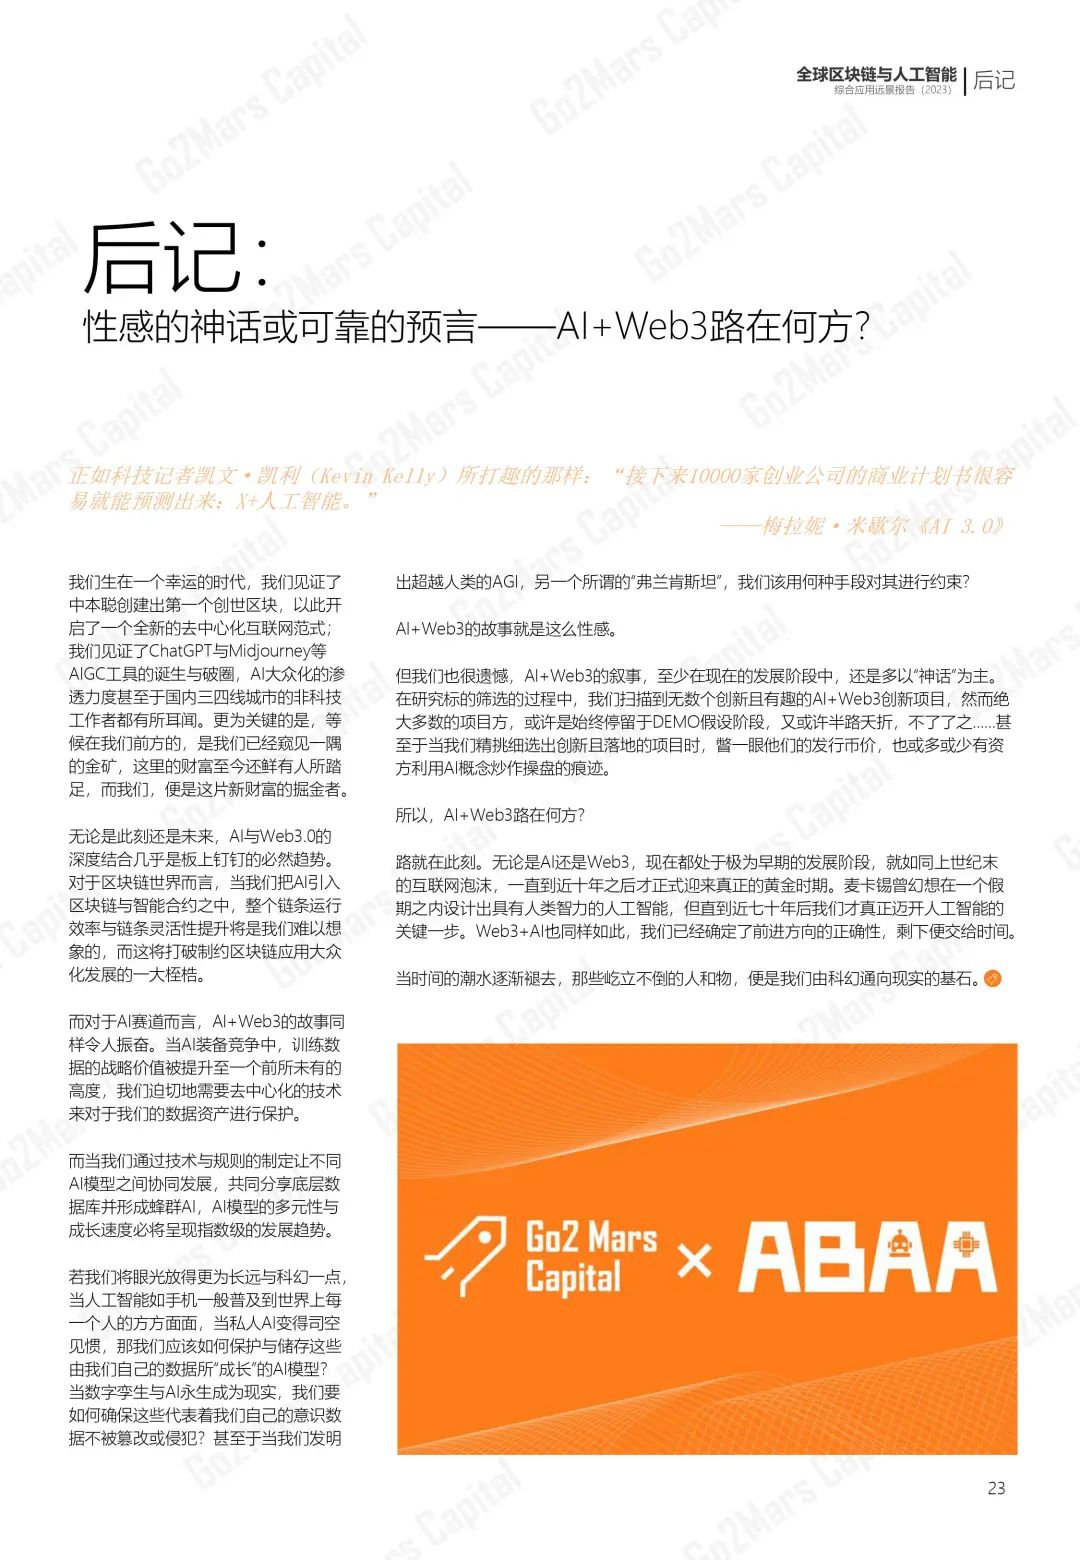 全球区块链与人工智能
综合应用远景报告（2023）
后记
后记：
性感的神话或可靠的预言——AI+Web3路在何方？
正如科技记者凯文·凯利（Kevin Kelly）所打趣的那样：“接下来10000家创业公司的商业计划书很容
易就能预测出来：X+人工智能。”
——梅拉妮·米歇尔《AI 3.0》
我们生在一个幸运的时代，我们见证了
中本聪创建出第一个创世区块，以此开
启了一个全新的去中心化互联网范式；
我们见证了ChatGPT与Midjourney等
AIGC工具的诞生与破圈，AI大众化的渗
透力度甚至于国内三四线城市的非科技
工作者都有所耳闻。更为关键的是，等
候在我们前方的，是我们已经窥见一隅
的金矿，这里的财富至今还鲜有人所踏
足，而我们，便是这片新财富的掘金者。
无论是此刻还是未来，AI与Web3.0的
深度结合几乎是板上钉钉的必然趋势。
对于区块链世界而言，当我们把AI引入
区块链与智能合约之中，整个链条运行
效率与链条灵活性提升将是我们难以想
象的，而这将打破制约区块链应用大众
化发展的一大桎梏。
而对于AI赛道而言，AI+Web3的故事同
样令人振奋。当AI装备竞争中，训练数
据的战略价值被提升至一个前所未有的
高度，我们迫切地需要去中心化的技术
来对于我们的数据资产进行保护。
而当我们通过技术与规则的制定让不同
AI模型之间协同发展，共同分享底层数
据库并形成蜂群AI，AI模型的多元性与
成长速度必将呈现指数级的发展趋势。
若我们将眼光放得更为长远与科幻一点，
当人工智能如手机一般普及到世界上每
一个人的方方面面，当私人AI变得司空
见惯，那我们应该如何保护与储存这些
由我们自己的数据所“成长”的AI模型？
当数字孪生与AI永生成为现实，我们要
如何确保这些代表着我们自己的意识数
据不被篡改或侵犯？甚至于当我们发明
出超越人类的AGI，另一个所谓的“弗兰肯斯坦”，我们该用何种手段对其进行约束？
AI+Web3的故事就是这么性感。
但我们也很遗憾，AI+Web3的叙事，至少在现在的发展阶段中，还是多以“神话”为主。
在研究标的筛选的过程中，我们扫描到无数个创新且有趣的AI+Web3创新项目，然而绝
大多数的项目方，或许是始终停留于DEMO假设阶段，又或许半路夭折，不了了之……甚
至于当我们精挑细选出创新且落地的项目时，瞥一眼他们的发行币价，也或多或少有资
方利用AI概念炒作操盘的痕迹。
所以，AI+Web3路在何方？
路就在此刻。无论是AI还是Web3，现在都处于极为早期的发展阶段，就如同上世纪末
的互联网泡沫，一直到近十年之后才正式迎来真正的黄金时期。麦卡锡曾幻想在一个假
期之内设计出具有人类智力的人工智能，但直到近七十年后我们才真正迈开人工智能的
关键一步。Web3+AI也同样如此，我们已经确定了前进方向的正确性，剩下便交给时间。
当时间的潮水逐渐褪去，那些屹立不倒的人和物，便是我们由科幻通向现实的基石。
Go2 Mars
Capital
×
ABAA
23
Go2Mars Capital